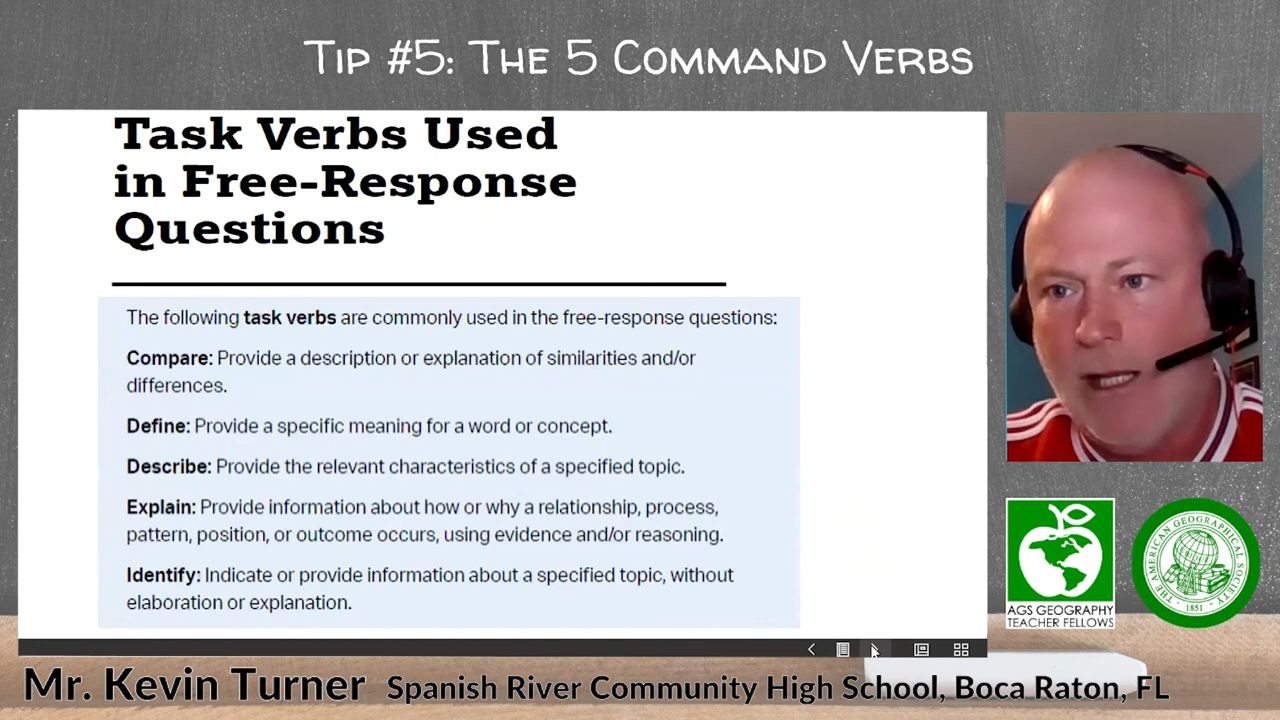 TIP #5: THE 5 COMMAND VERBS
Task Verbs Used
in Free-Response
Questions
The following task verbs are commonly used in the free-response questions:
Compare: Provide a description or explanation of similarities and/or
differences.
Define: Provide a specific meaning for a word or concept.
Describe: Provide the relevant characteristics of a specified topic.
Explain: Provide information about how or why a relationship, process,
pattern, position, or outcome occurs, using evidence and/or reasoning.
Identify: Indicate or provide information about a specified topic, without
elaboration or explanation.
AGS GEOGRAPHY
TEACHER FELLOWS
THE AMERICAN GEOGRAPHICAL SOCIETY
1851
Mr. Kevin Turner Spanish River Community High School, Boca Raton, FL